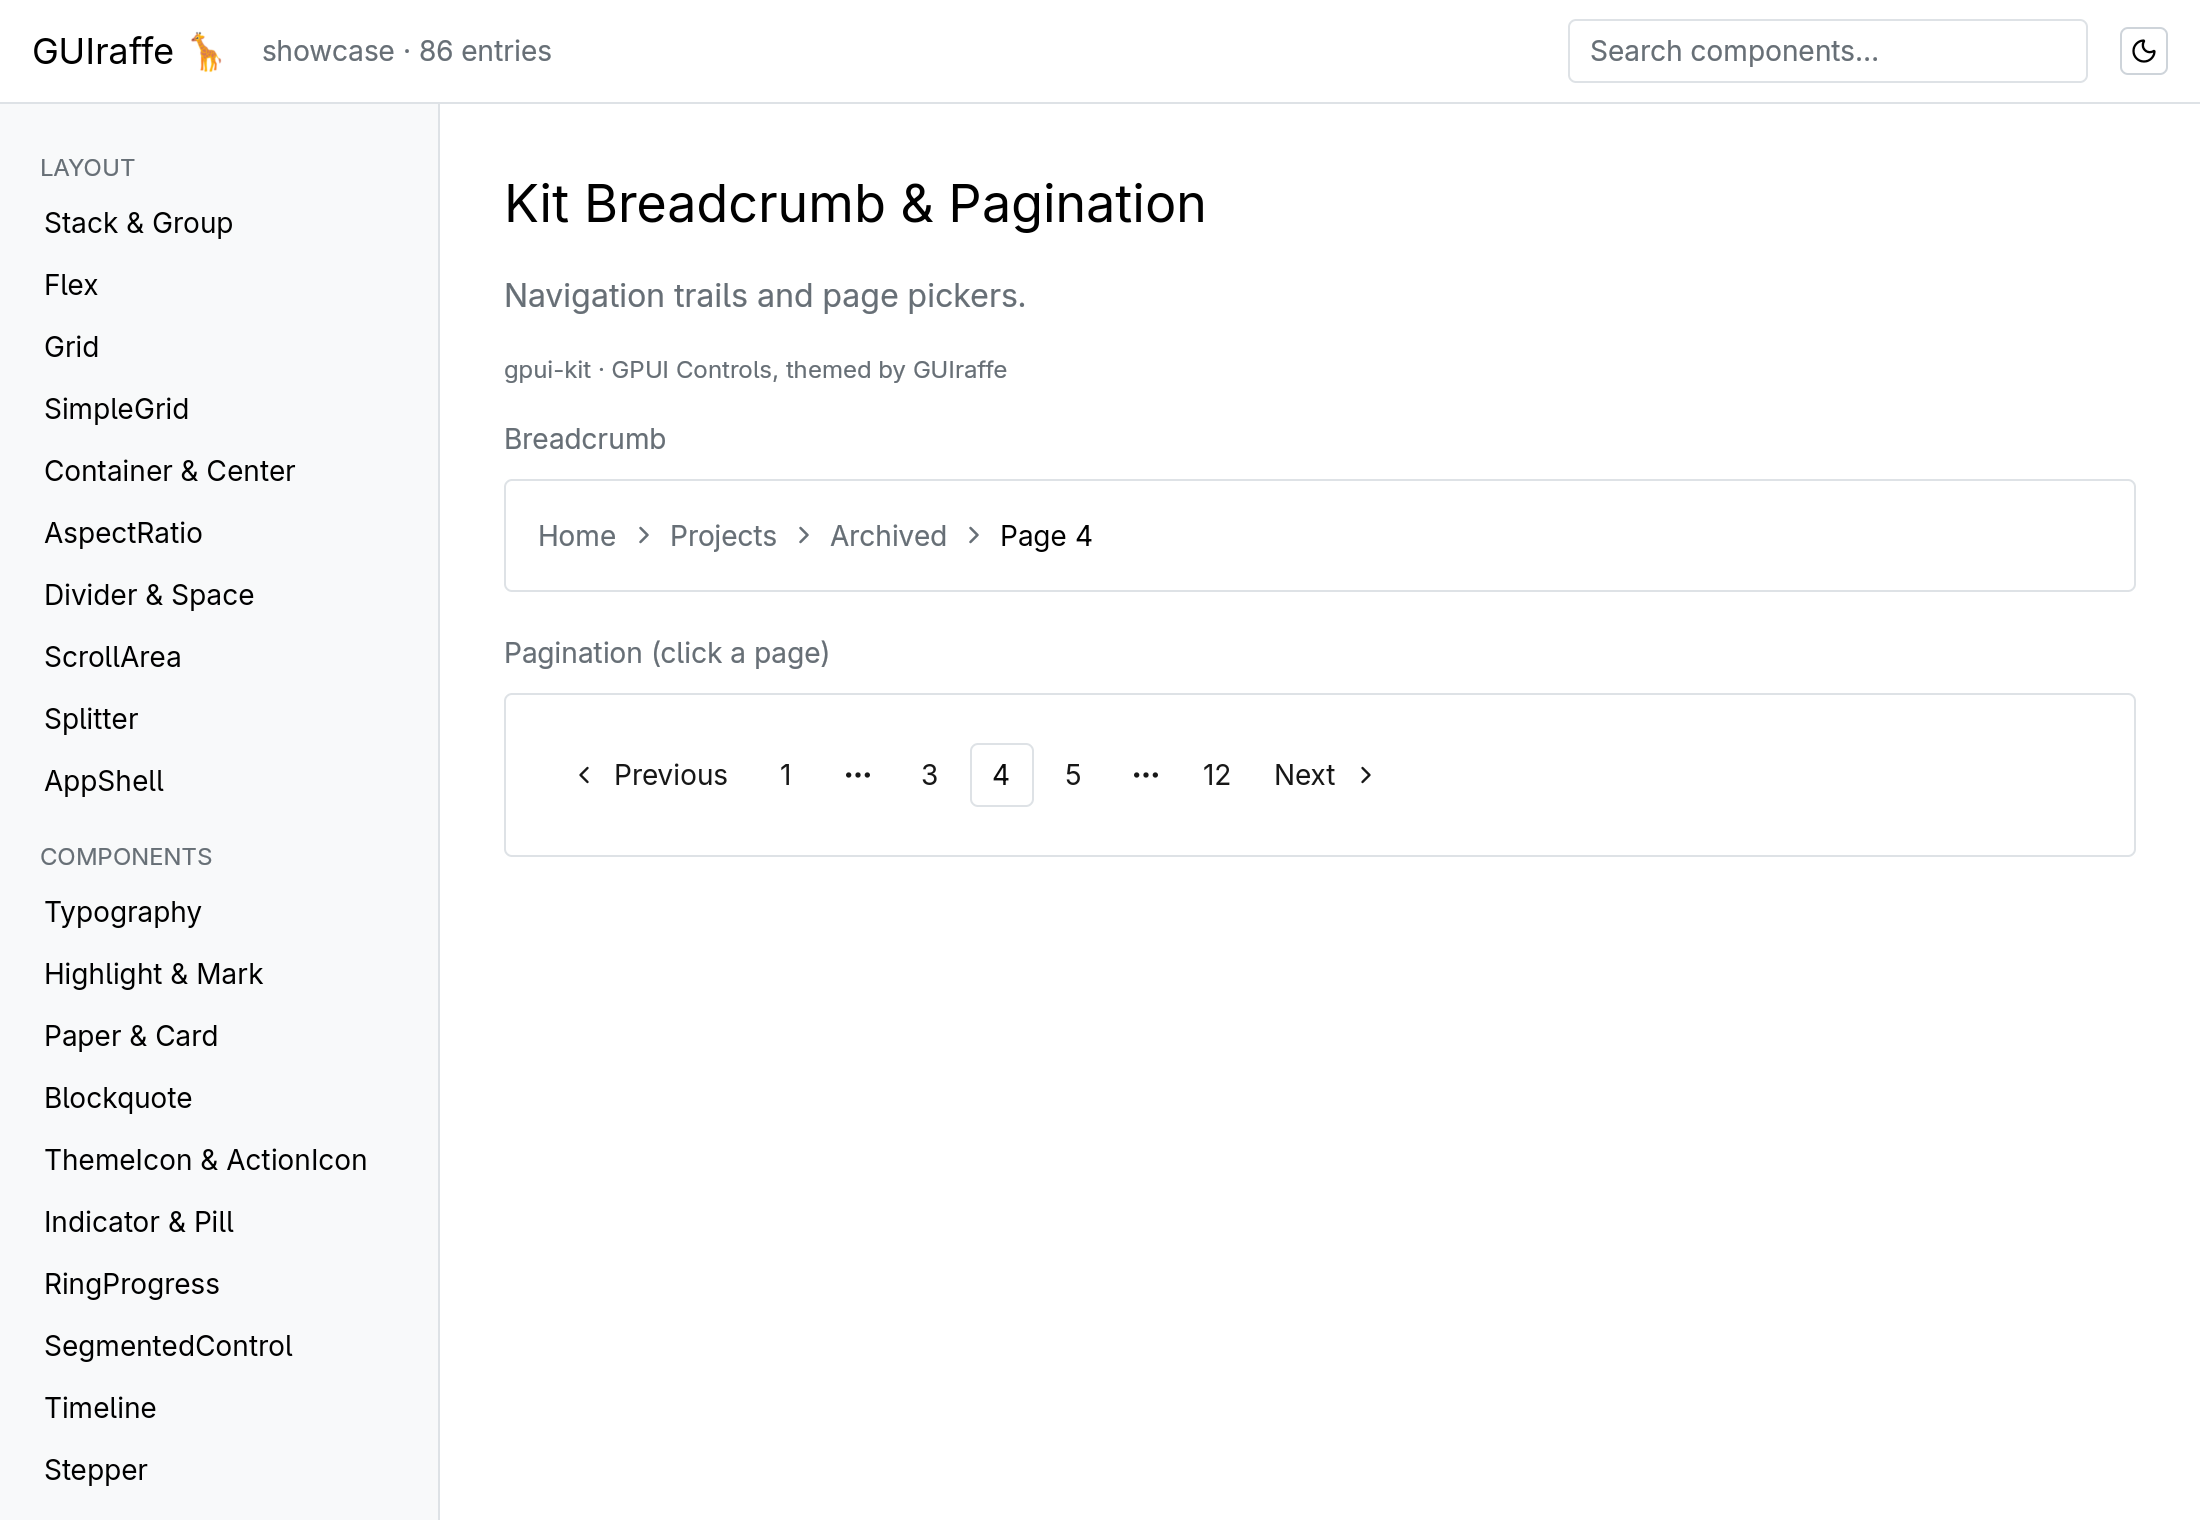 GUIraffe 🦒 showcase · 86 entries
Search components...
LAYOUT
Stack & Group
Flex
Grid
SimpleGrid
Container & Center
AspectRatio
Divider & Space
ScrollArea
Splitter
AppShell
COMPONENTS
Typography
Highlight & Mark
Paper & Card
Blockquote
ThemeIcon & ActionIcon
Indicator & Pill
RingProgress
SegmentedControl
Timeline
Stepper
Kit Breadcrumb & Pagination
Navigation trails and page pickers.
gpui-kit · GPUI Controls, themed by GUIraffe
Breadcrumb
Home > Projects > Archived > Page 4
Pagination (click a page)
< Previous 1 ••• 3 4 5 ••• 12 Next >